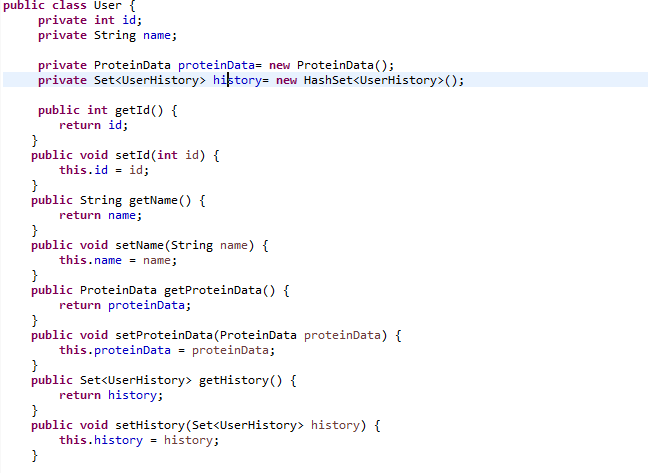 public class User {
private int id;
private String name;
private ProteinData proteinData= new ProteinData();
private Set<UserHistory> history= new HashSet<UserHistory>();
public int getId() {
return id;
}
public void setId(int id) {
this.id = id;
}
public String getName() {
return name;
}
public void setName(String name) {
this.name = name;
}
public ProteinData getProteinData() {
return proteinData;
}
public void setProteinData(ProteinData proteinData) {
this.proteinData = proteinData;
}
public Set<UserHistory> getHistory() {
return history;
}
public void setHistory(Set<UserHistory> history) {
this.history = history;
}